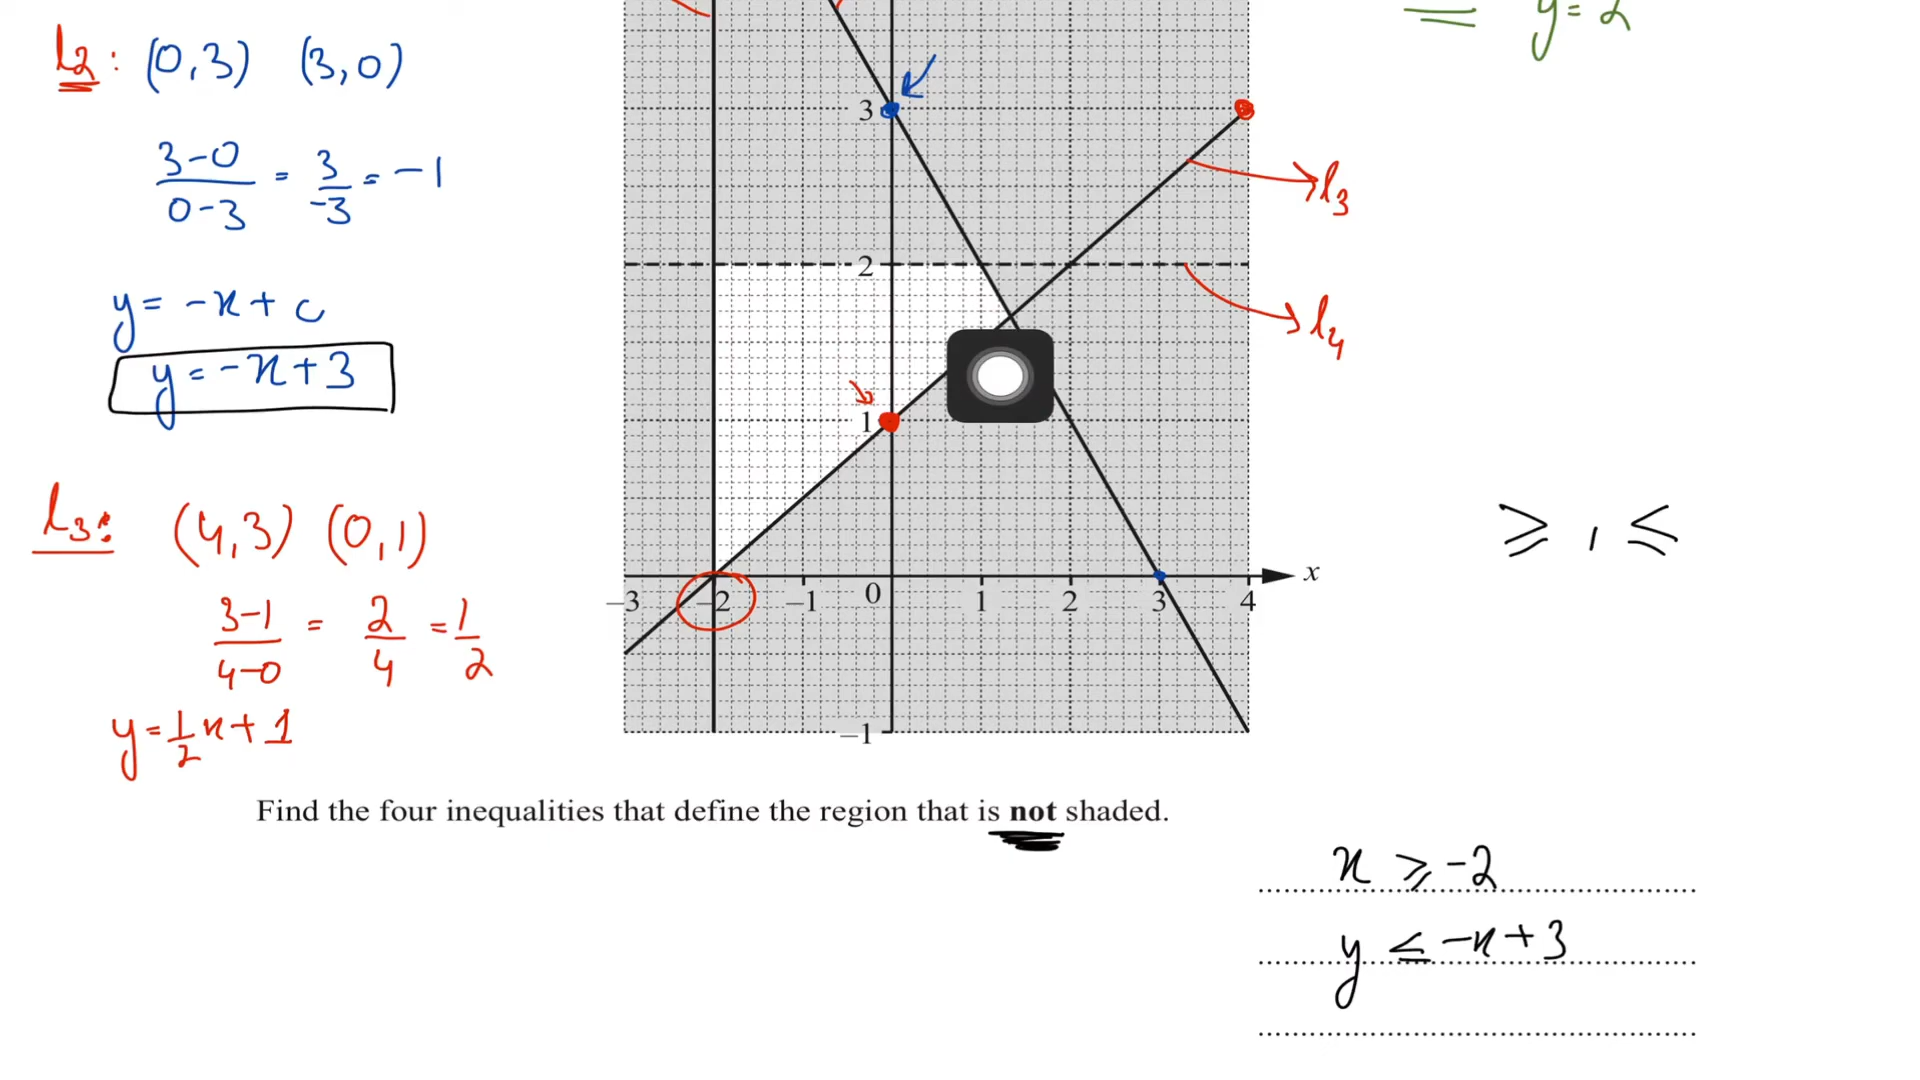 y = 2
l2 : (0,3) (3,0)
3-0 / 0-3 = 3 / -3 = -1
y = -x + c
y = -x + 3
l3: (4,3) (0,1)
3-1 / 4-0 = 2 / 4 = 1 / 2
y = 1/2 x + 1
3
l3
2
l4
1
-3 -2 -1 0 1 2 3 4 x
-1
≥ , ≤
Find the four inequalities that define the region that is not shaded.
x ≥ -2
y ≤ -x + 3